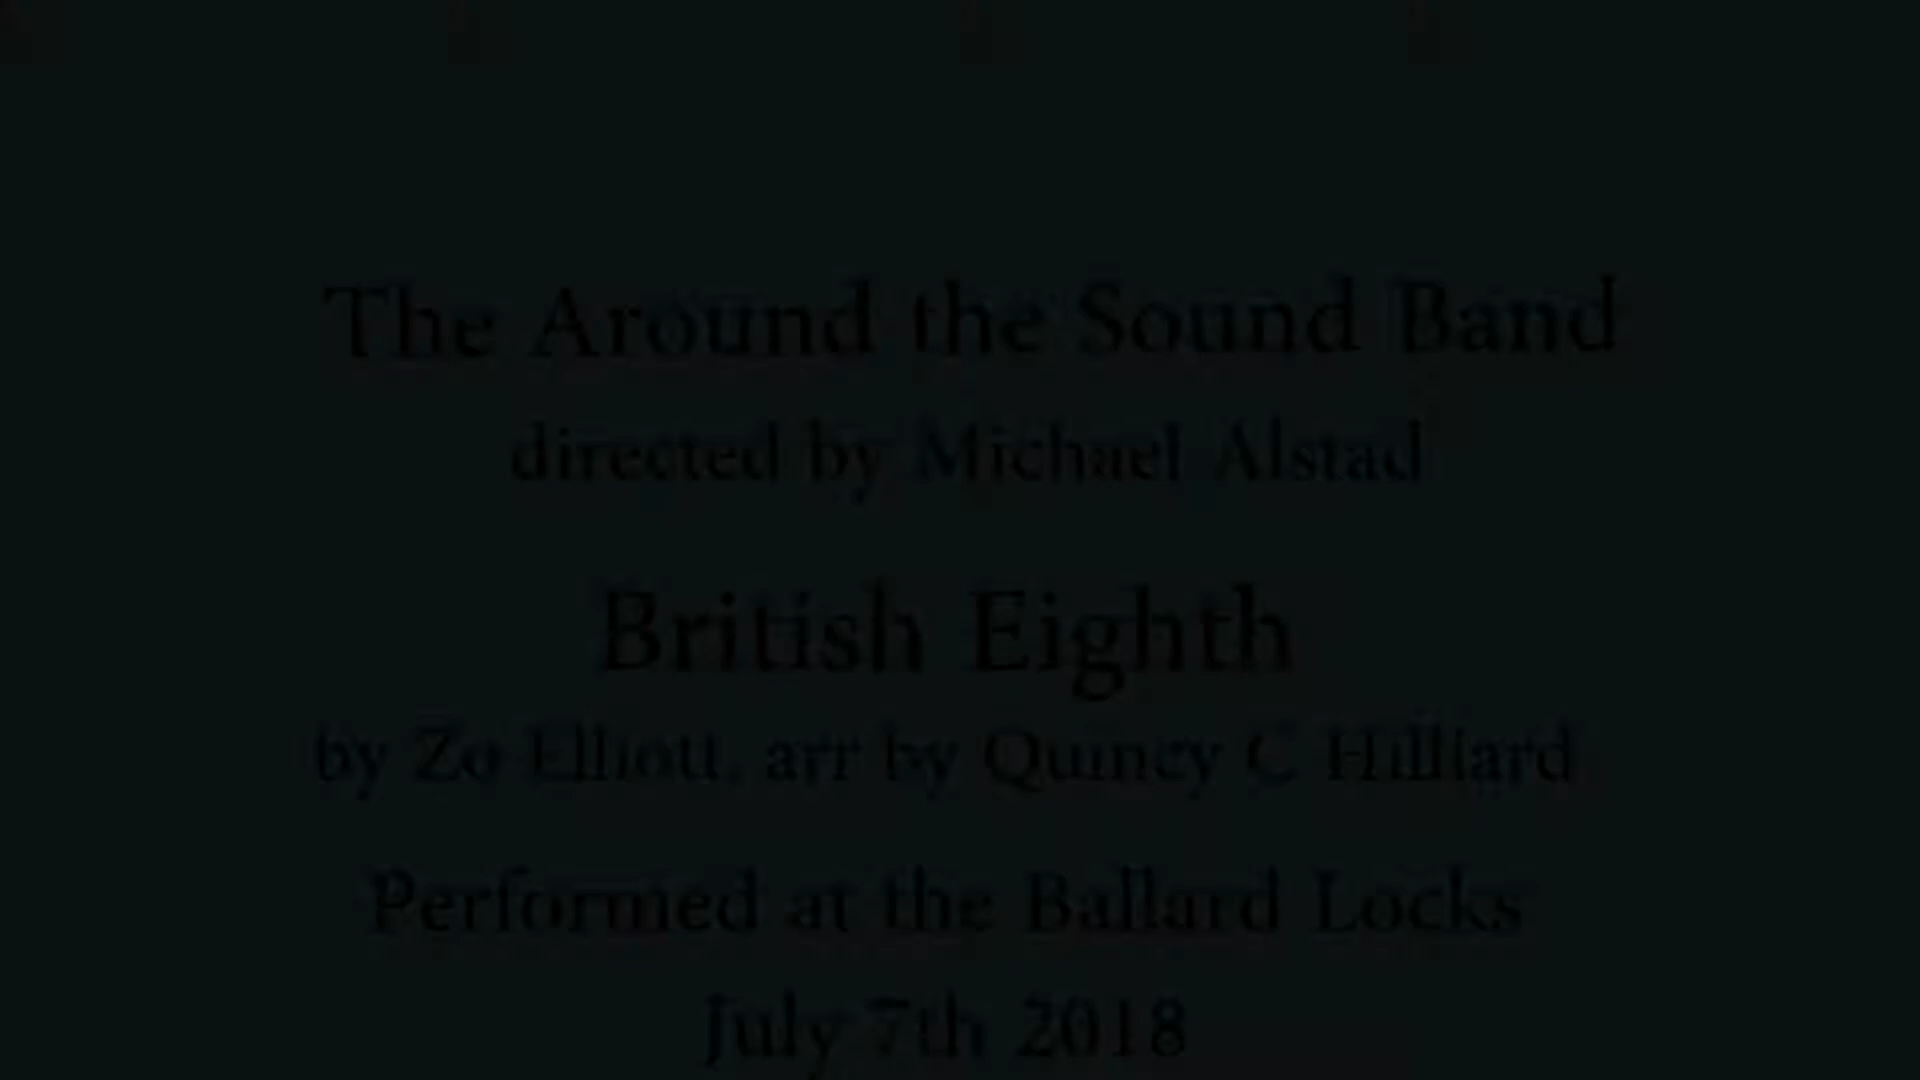 The Around the Sound Band
directed by Michael Alstad
British Eighth
by Zo Elliott, arr by Quincy C Hilliard
Performed at the Ballard Locks
July 7th 2018